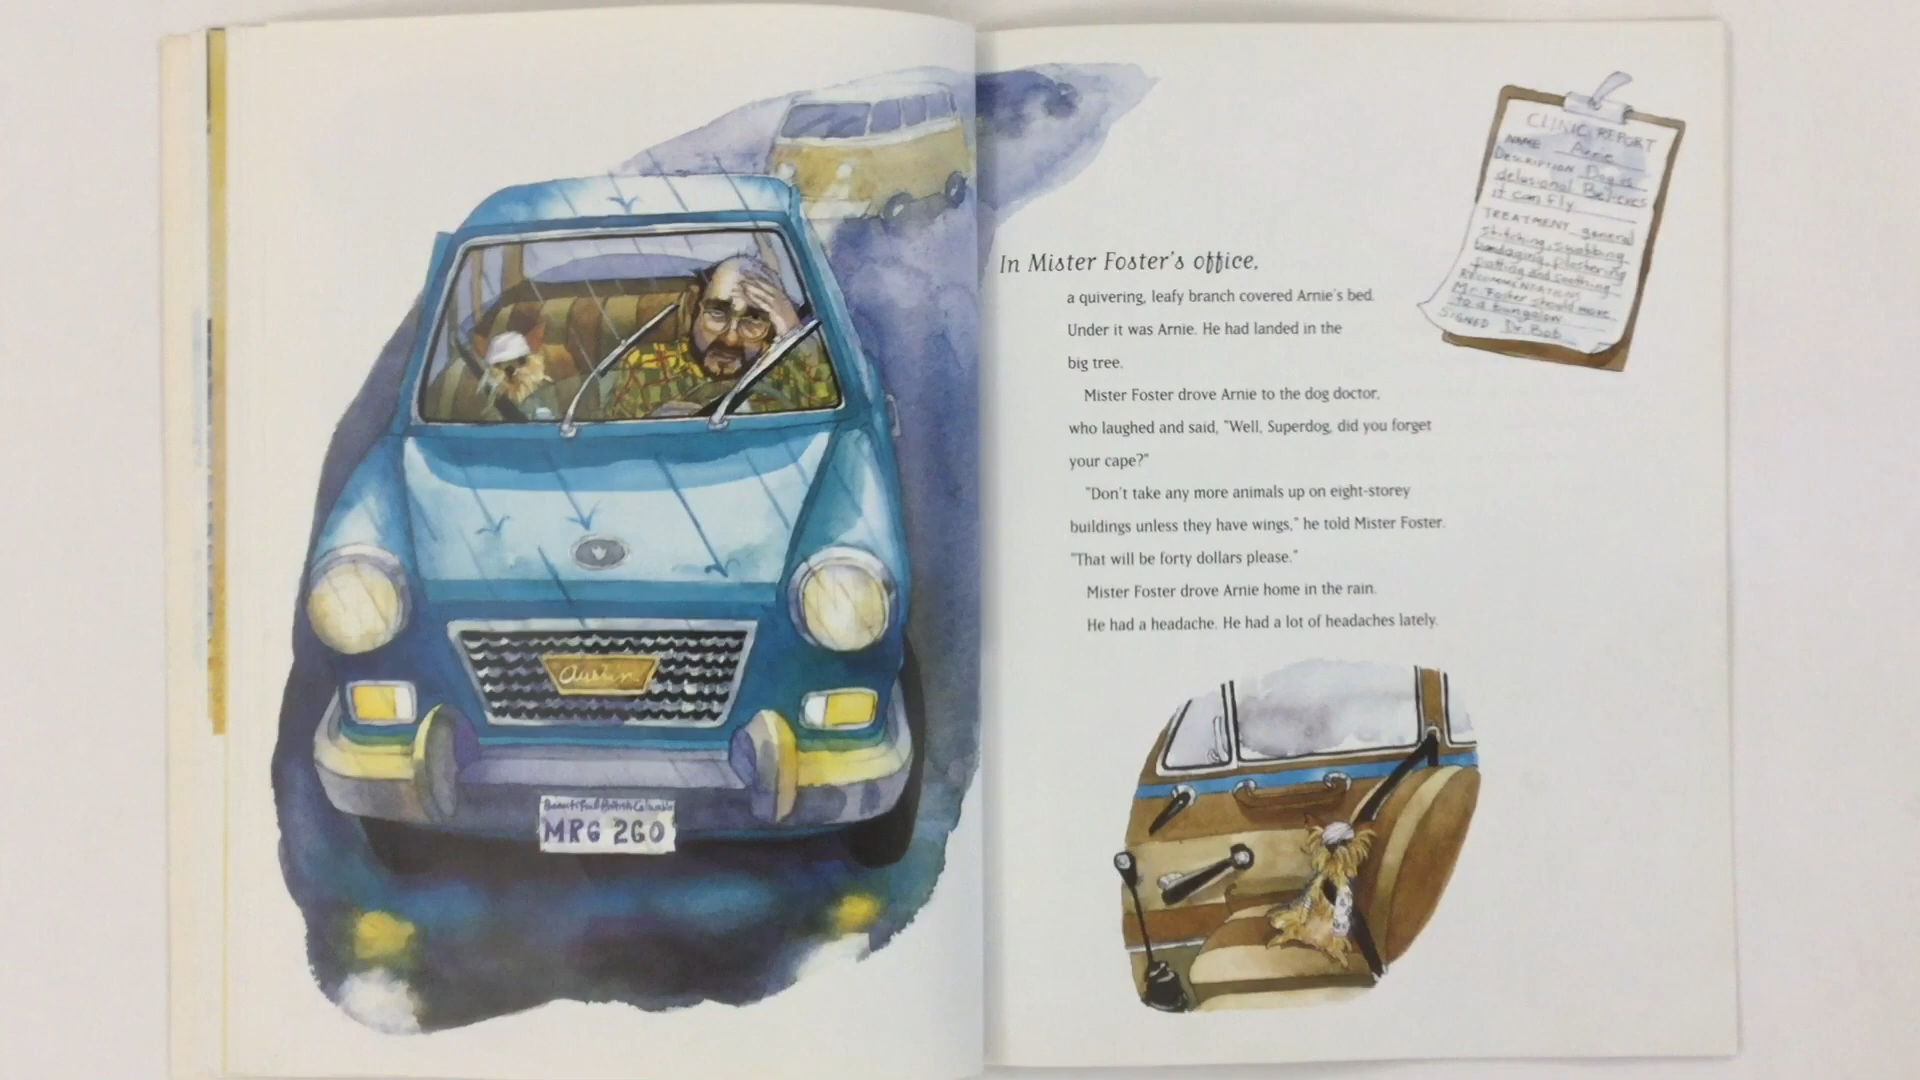 Austin
Beautiful British Columbia
MRG 2GO
In Mister Foster's office,
a quivering, leafy branch covered Arnie's bed.
Under it was Arnie. He had landed in the
big tree.
Mister Foster drove Arnie to the dog doctor,
who laughed and said, "Well, Superdog, did you forget
your cape?"
"Don't take any more animals up on eight-storey
buildings unless they have wings," he told Mister Foster.
"That will be forty dollars please."
Mister Foster drove Arnie home in the rain.
He had a headache. He had a lot of headaches lately.
CLINIC REPORT
NAME Arnie
DESCRIPTION Dog is
delusional Believes
it can fly
TREATMENT general
stitching, swabbing
bandaging, plastering
patting and soothing
RECOMMENDATIONS
Mr. Foster should move
to a bungalow
SIGNED Dr. Bob